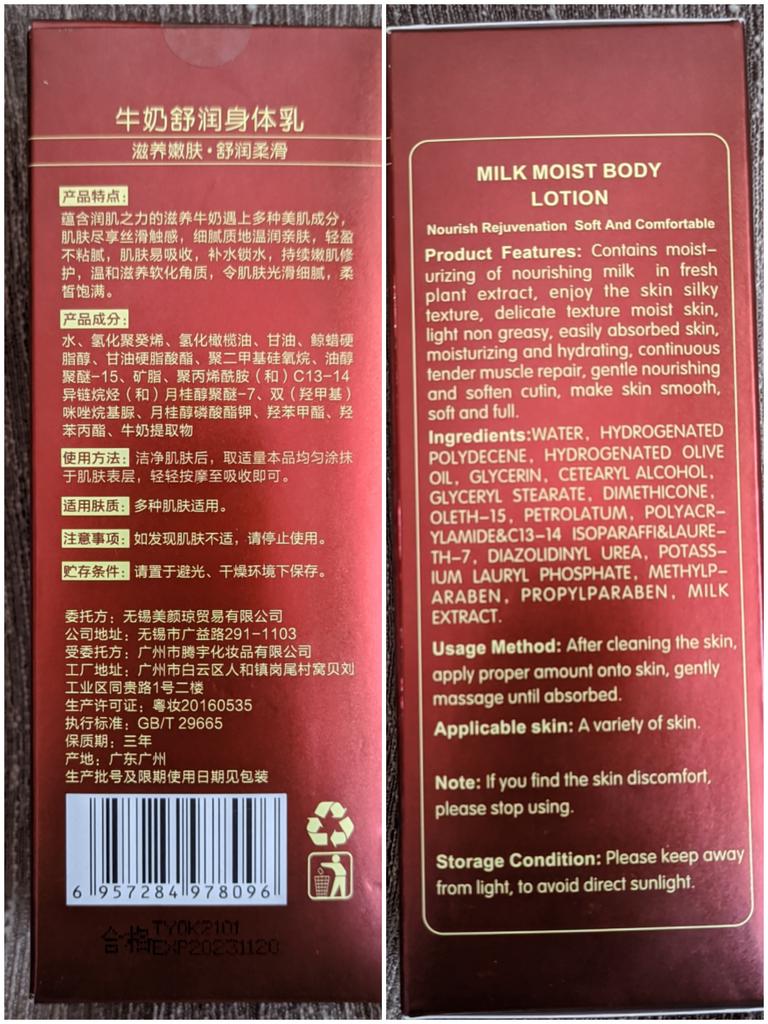 牛奶舒润身体乳
滋养嫩肤·舒润柔滑
产品特点:
蕴含润肌之力的滋养牛奶遇上多种美肌成分，
肌肤尽享丝滑触感，细腻质地温润亲肤，轻盈
不粘腻，肌肤易吸收，补水锁水，持续嫩肌修
护，温和滋养软化角质，令肌肤光滑细腻，柔
皙饱满。
产品成分:
水、氢化聚癸烯、氢化橄榄油、甘油、鲸蜡硬
脂醇、甘油硬脂酸酯、聚二甲基硅氧烷、油醇
聚醚-15、矿脂、聚丙烯酰胺（和）C13-14
异链烷烃（和）月桂醇聚醚-7、双（羟甲基）
咪唑烷基脲、月桂醇磷酸酯钾、羟苯甲酯、羟
苯丙酯、牛奶提取物
使用方法: 洁净肌肤后，取适量本品均匀涂抹
于肌肤表层，轻轻按摩至吸收即可。
适用肤质: 多种肌肤适用。
注意事项: 如发现肌肤不适，请停止使用。
贮存条件: 请置于避光、干燥环境下保存。
委托方：无锡美颜琼贸易有限公司
公司地址：无锡市广益路291-1103
受委托方：广州市腾宇化妆品有限公司
工厂地址：广州市白云区人和镇岗尾村窝贝刘
工业区同贵路1号二楼
生产许可证：粤妆20160535
执行标准：GB/T 29665
保质期：三年
产地：广东广州
生产批号及限期使用日期见包装
6 957284 978096
合格 TYOK2101
EXP20231120
MILK MOIST BODY
LOTION
Nourish Rejuvenation Soft And Comfortable
Product Features: Contains moist-
urizing of nourishing milk in fresh
plant extract, enjoy the skin silky
texture, delicate texture moist skin,
light non greasy, easily absorbed skin,
moisturizing and hydrating, continuous
tender muscle repair, gentle nourishing
and soften cutin, make skin smooth,
soft and full.
Ingredients:WATER, HYDROGENATED
POLYDECENE, HYDROGENATED OLIVE
OIL, GLYCERIN, CETEARYL ALCOHOL,
GLYCERYL STEARATE, DIMETHICONE,
OLETH-15, PETROLATUM, POLYACR-
YLAMIDE&C13-14 ISOPARAFFI&LAURE-
TH-7, DIAZOLIDINYL UREA, POTASS-
IUM LAURYL PHOSPHATE, METHYLP-
ARABEN, PROPYLPARABEN, MILK
EXTRACT.
Usage Method: After cleaning the skin,
apply proper amount onto skin, gently
massage until absorbed.
Applicable skin: A variety of skin.
Note: If you find the skin discomfort,
please stop using.
Storage Condition: Please keep away
from light, to avoid direct sunlight.